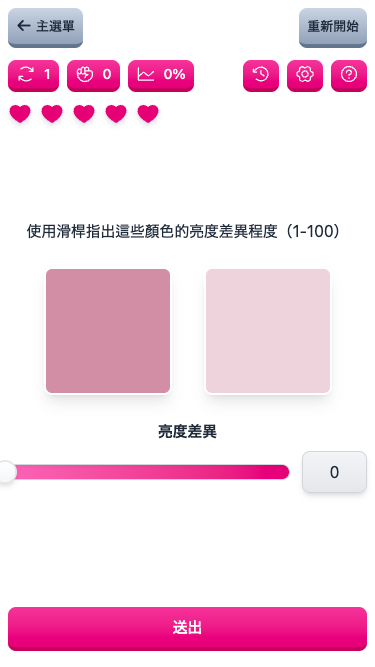 主選單
重新開始
1
0
0%
使用滑桿指出這些顏色的亮度差異程度（1-100）
亮度差異
0
送出